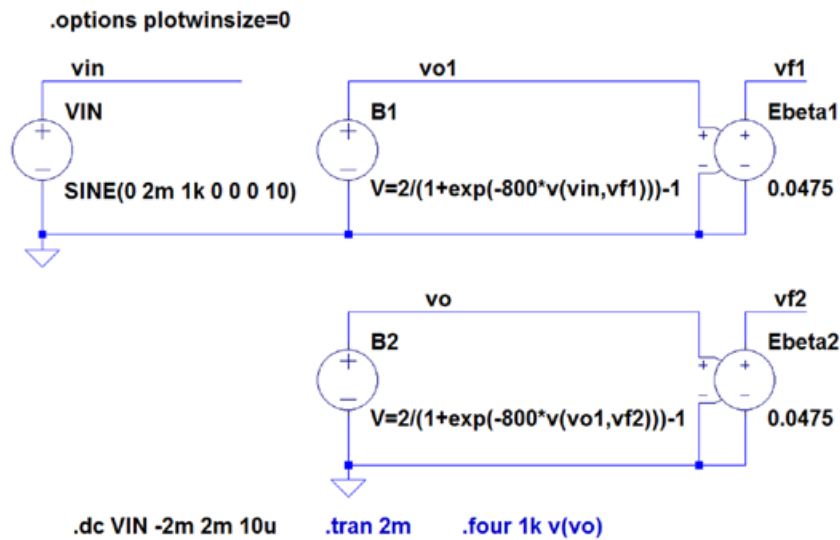 .options plotwinsize=0
vin vo1 vf1
VIN B1 Ebeta1
+ + + +
− − − −
SINE(0 2m 1k 0 0 0 10) V=2/(1+exp(-800*v(vin,vf1)))-1 0.0475
vo vf2
B2 Ebeta2
+ + +
− − −
V=2/(1+exp(-800*v(vo1,vf2)))-1 0.0475
.dc VIN -2m 2m 10u .tran 2m .four 1k v(vo)